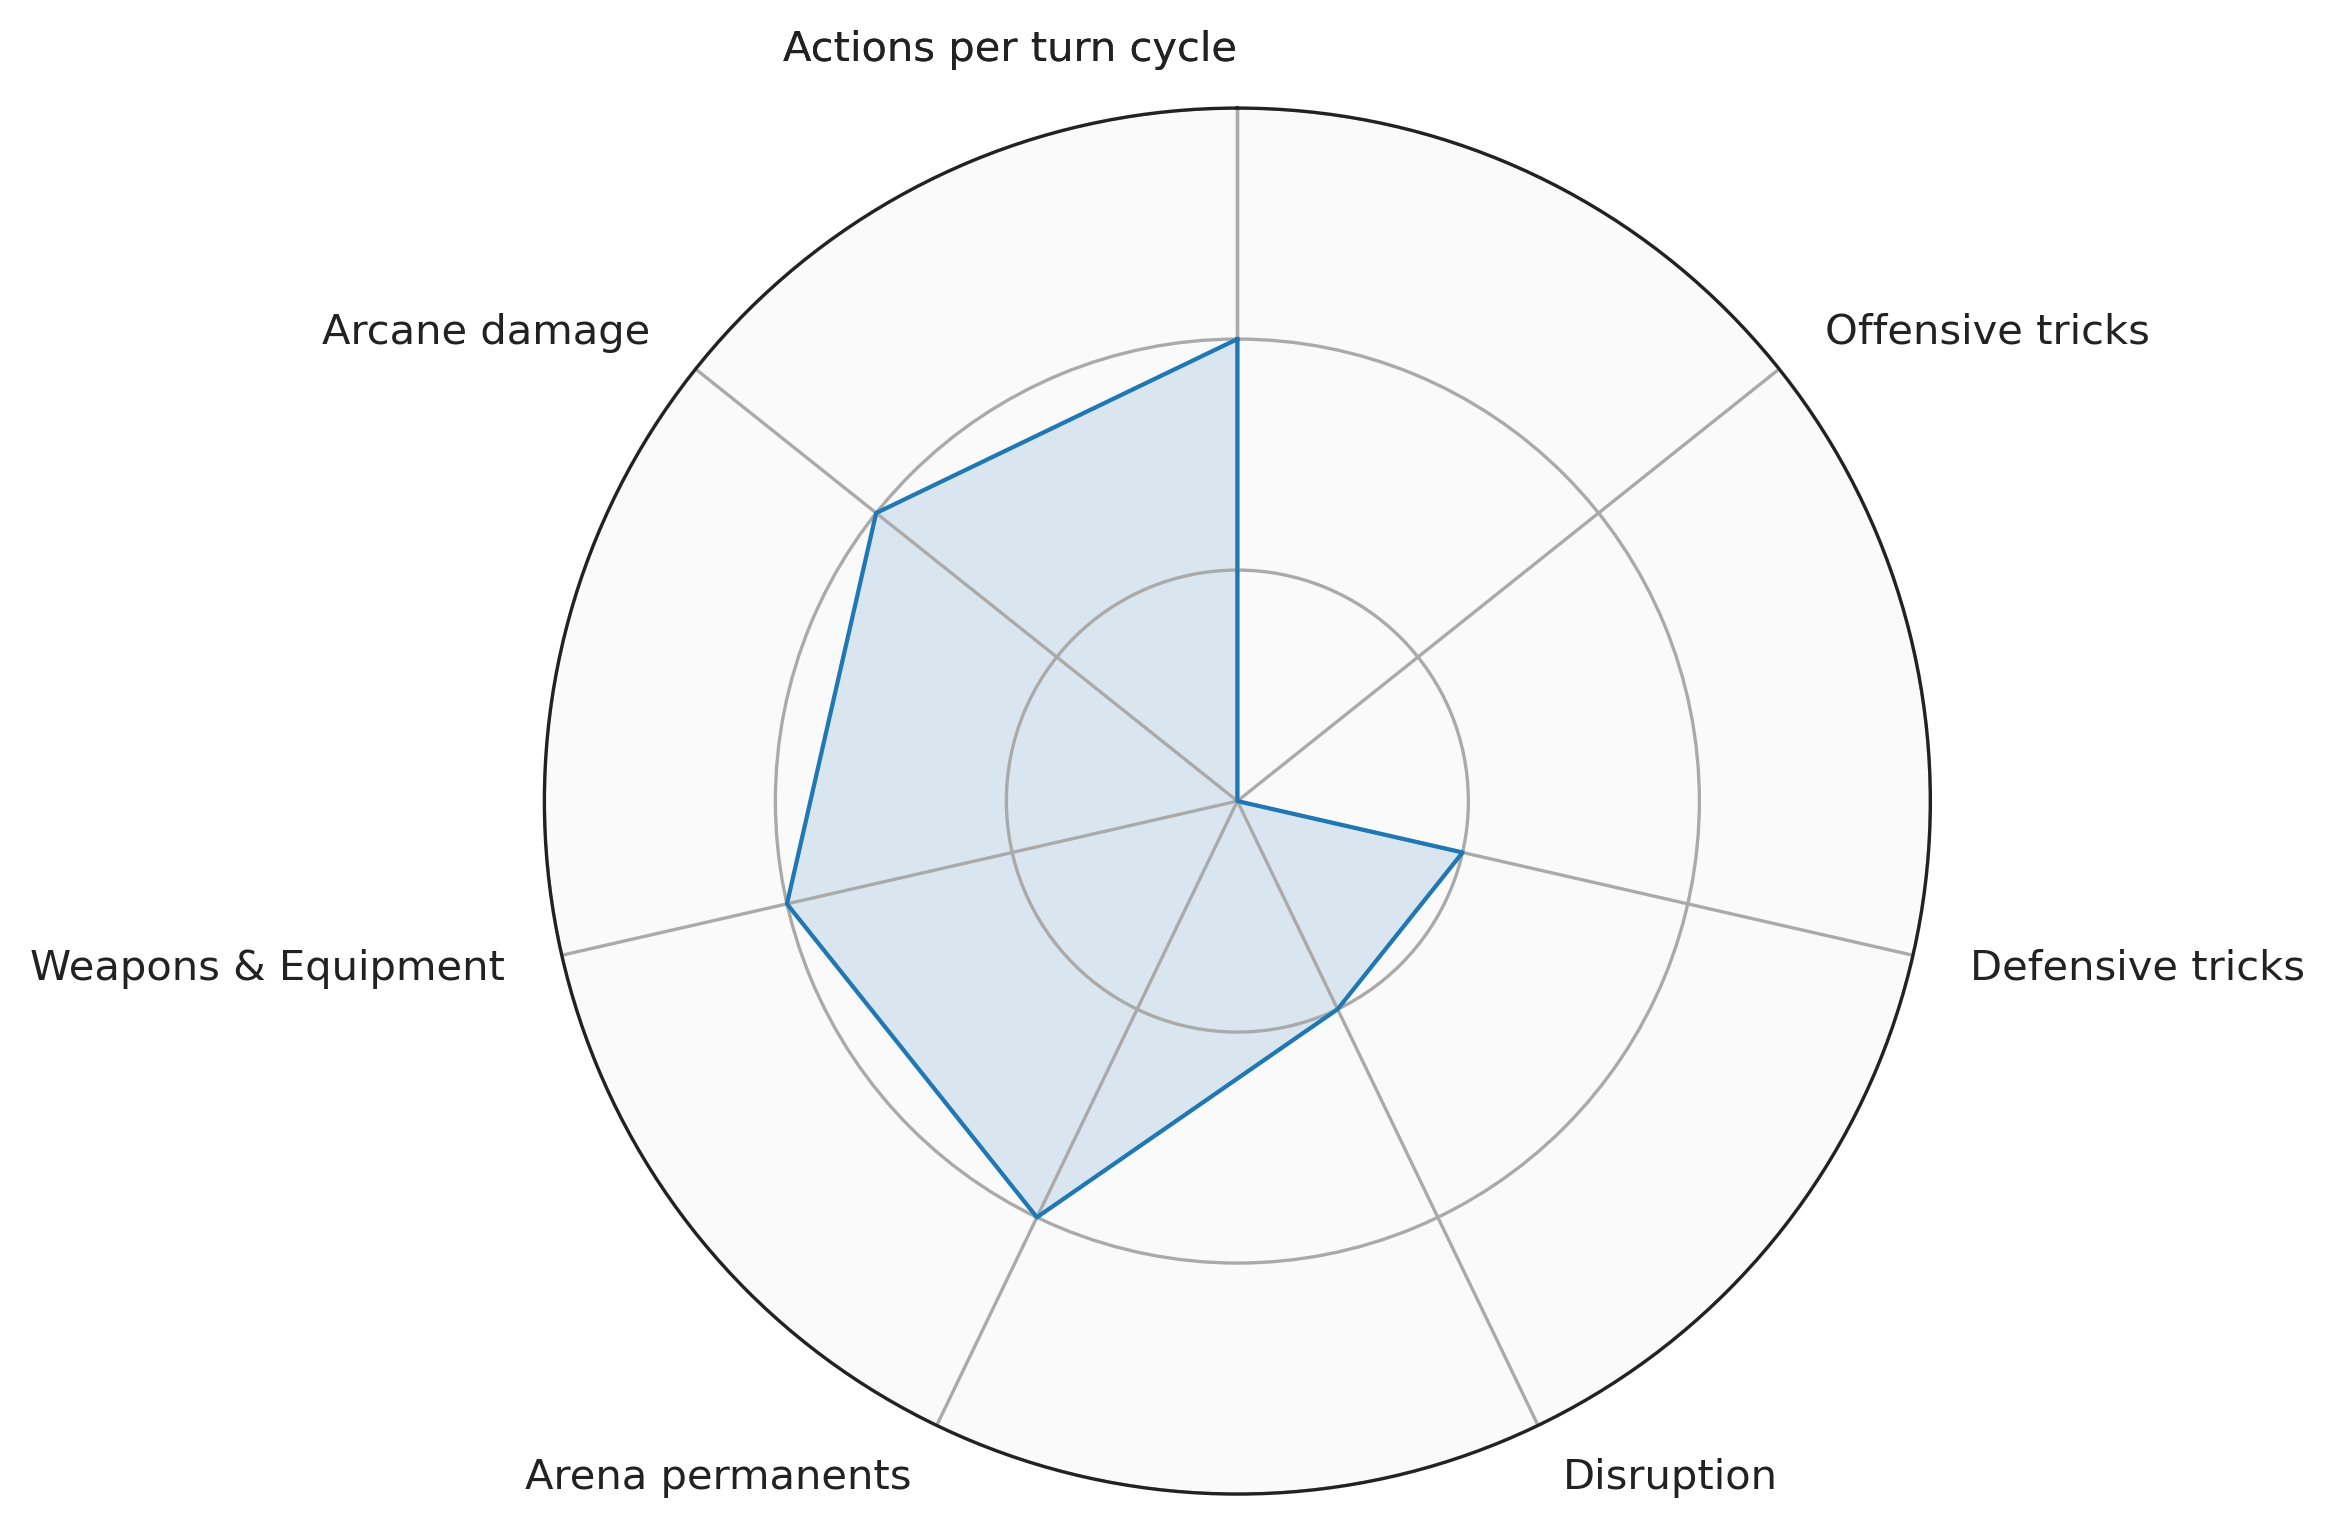 Actions per turn cycle
Arcane damage
Offensive tricks
Weapons & Equipment
Defensive tricks
Arena permanents
Disruption